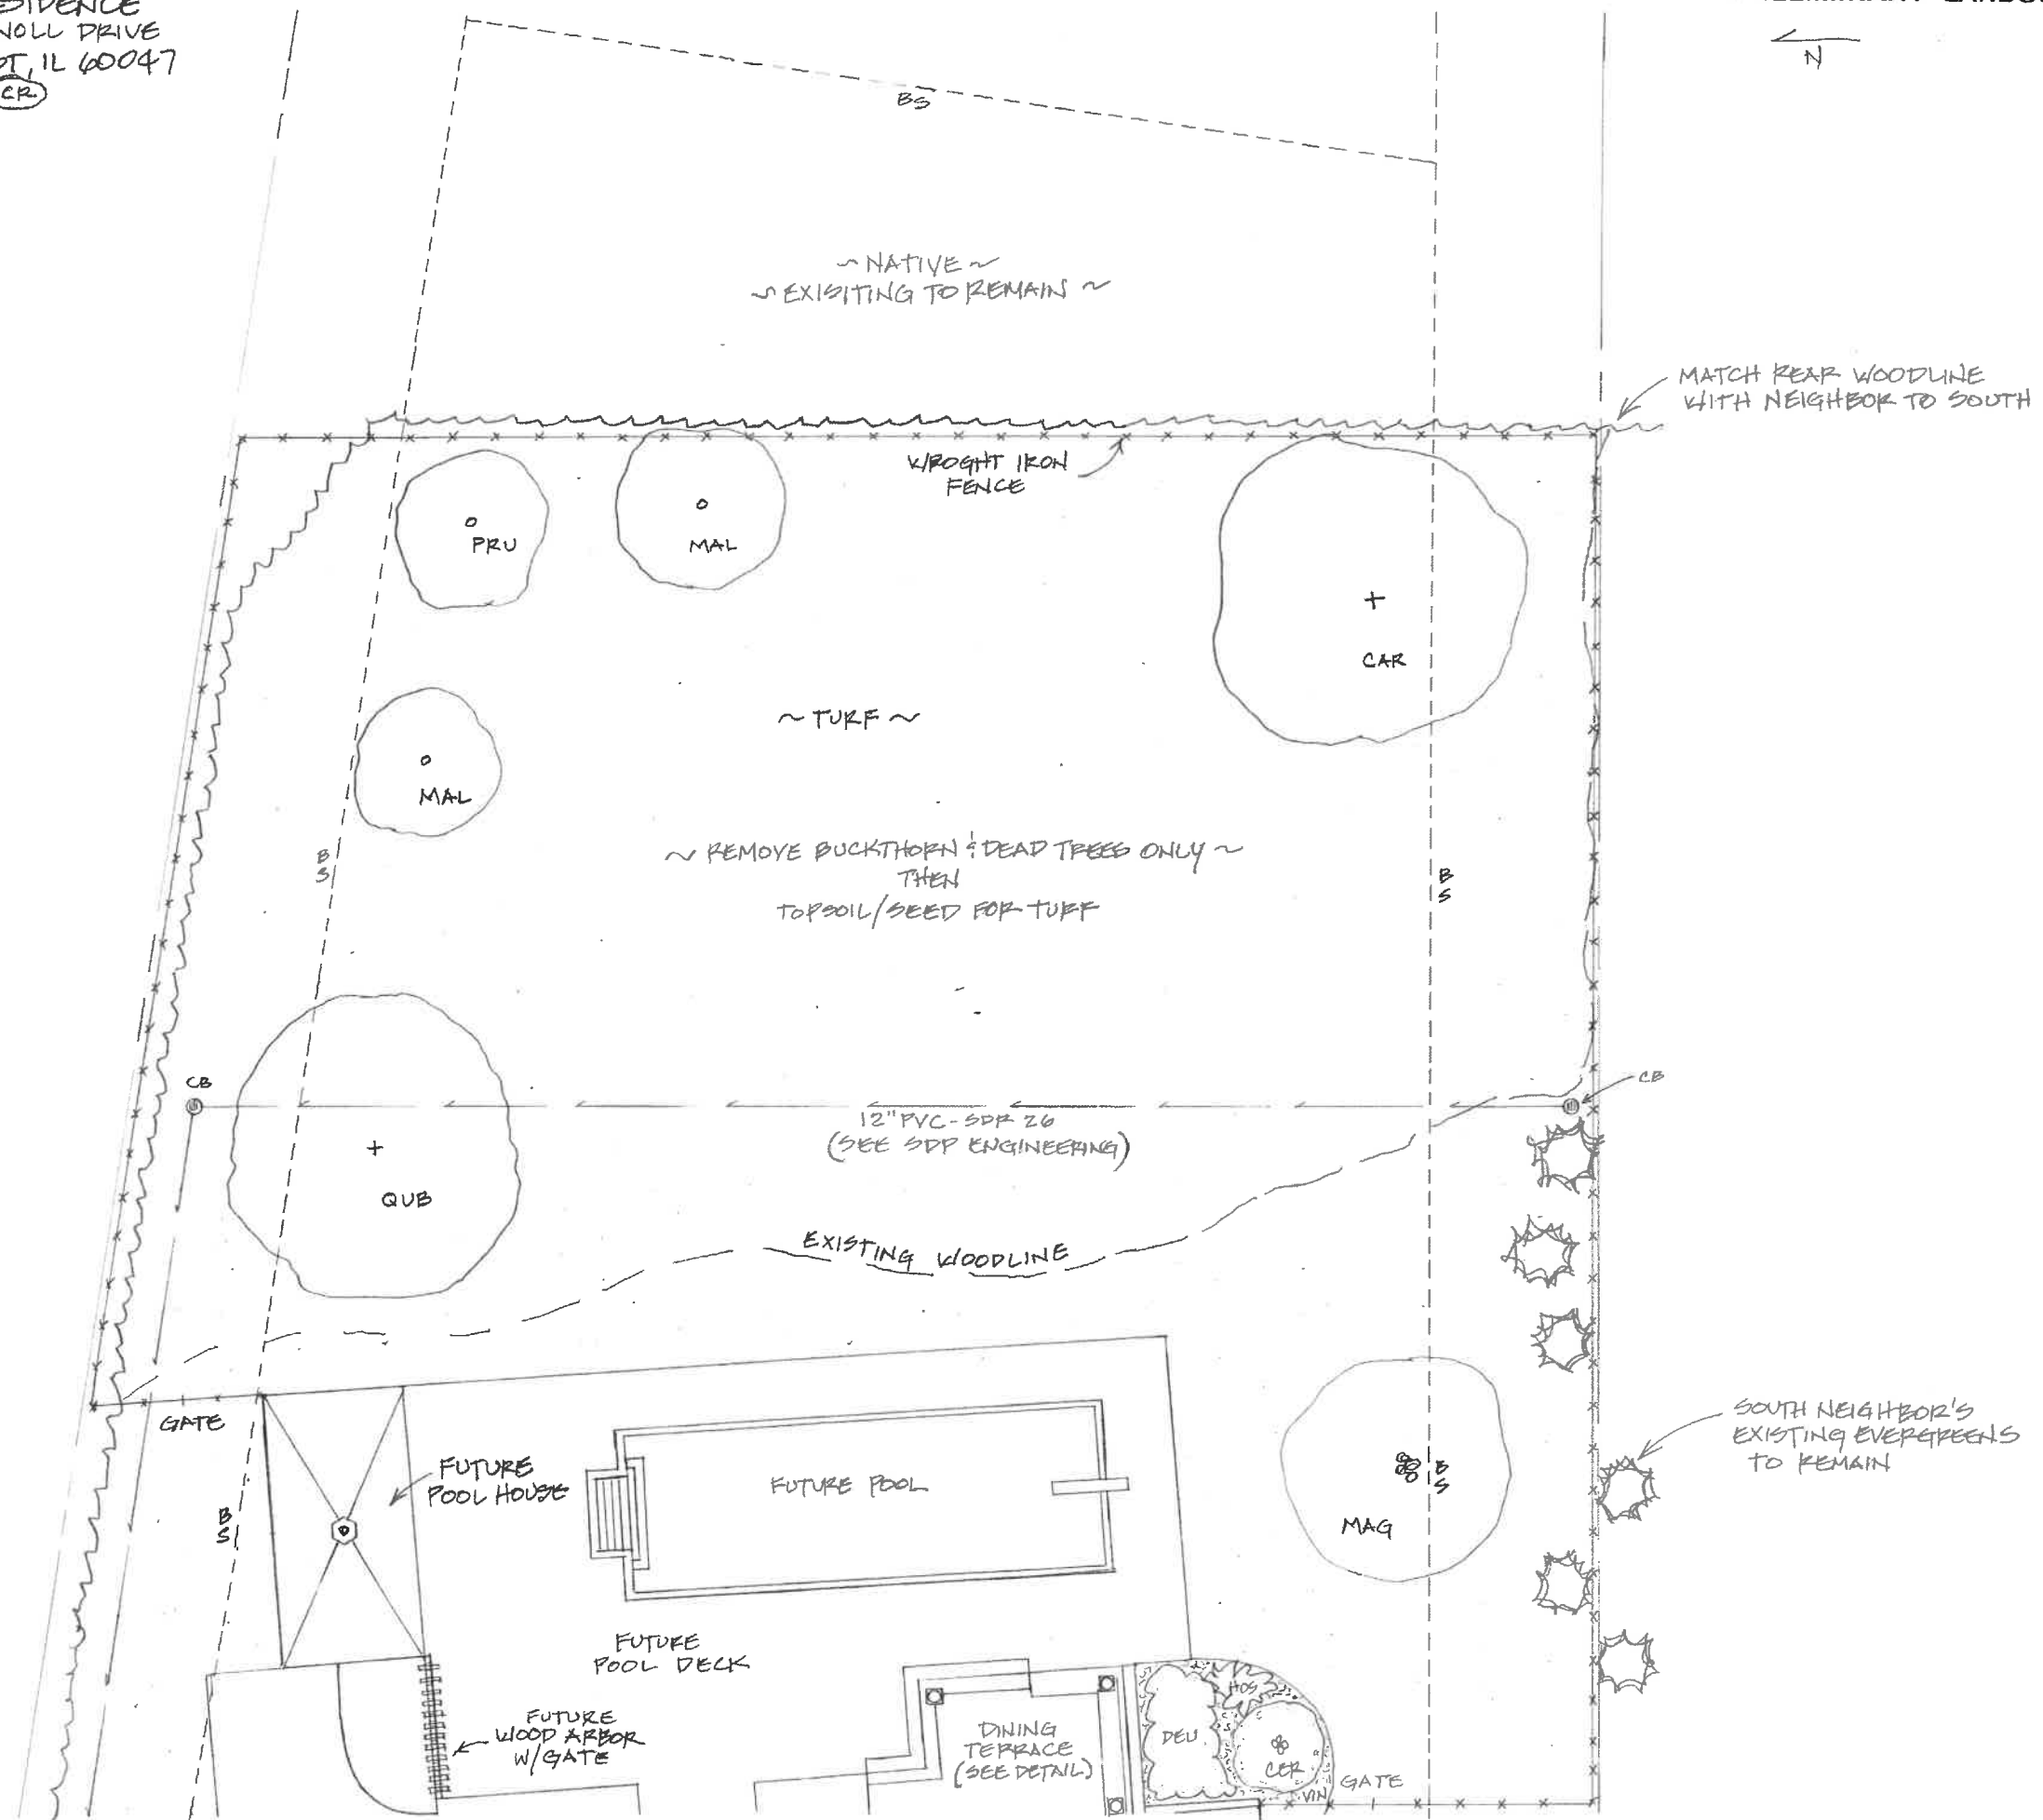 NOLL DRIVE
IL 60047
CR
N
BS
~ NATIVE ~
~ EXISITING TO REMAIN ~
MATCH REAR WOODLINE
WITH NEIGHBOR TO SOUTH
WROGHT IRON
FENCE
PRU
MAL
CAR
~ TURF ~
MAL
BS
~ REMOVE BUCKTHORN & DEAD TREES ONLY ~
THEN
TOPSOIL/SEED FOR TURF
BS
CB
CB
12" PVC - SDR 26
(SEE SDP ENGINEERING)
QUB
EXISTING WOODLINE
GATE
FUTURE
POOL HOUSE
FUTURE POOL
BS
MAG
SOUTH NEIGHBOR'S
EXISTING EVERGREENS
TO REMAIN
BS
FUTURE
POOL DECK
FUTURE
WOOD ARBOR
W/GATE
DINING
TERRACE
(SEE DETAIL)
HOS
DEU
CER
VIN
GATE